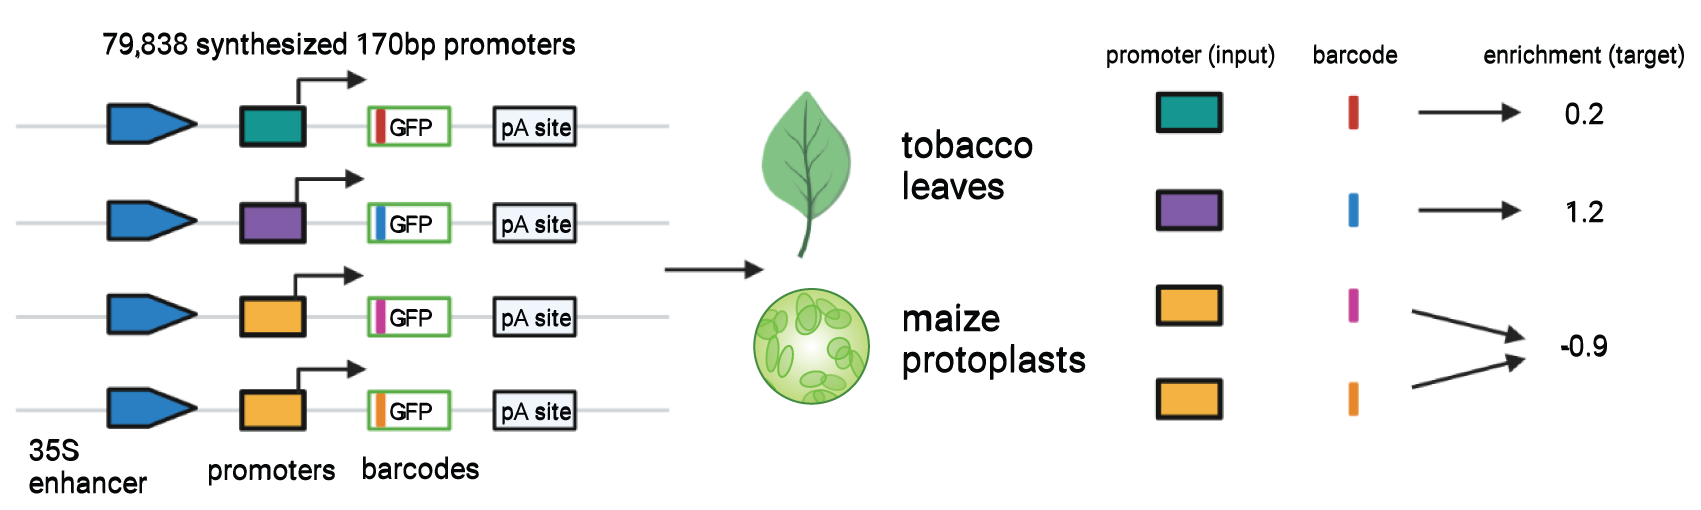 79,838 synthesized 170bp promoters
GFP
pA site
GFP
pA site
GFP
pA site
GFP
pA site
35S
enhancer
promoters
barcodes
tobacco
leaves
maize
protoplasts
promoter (input)
barcode
enrichment (target)
0.2
1.2
-0.9